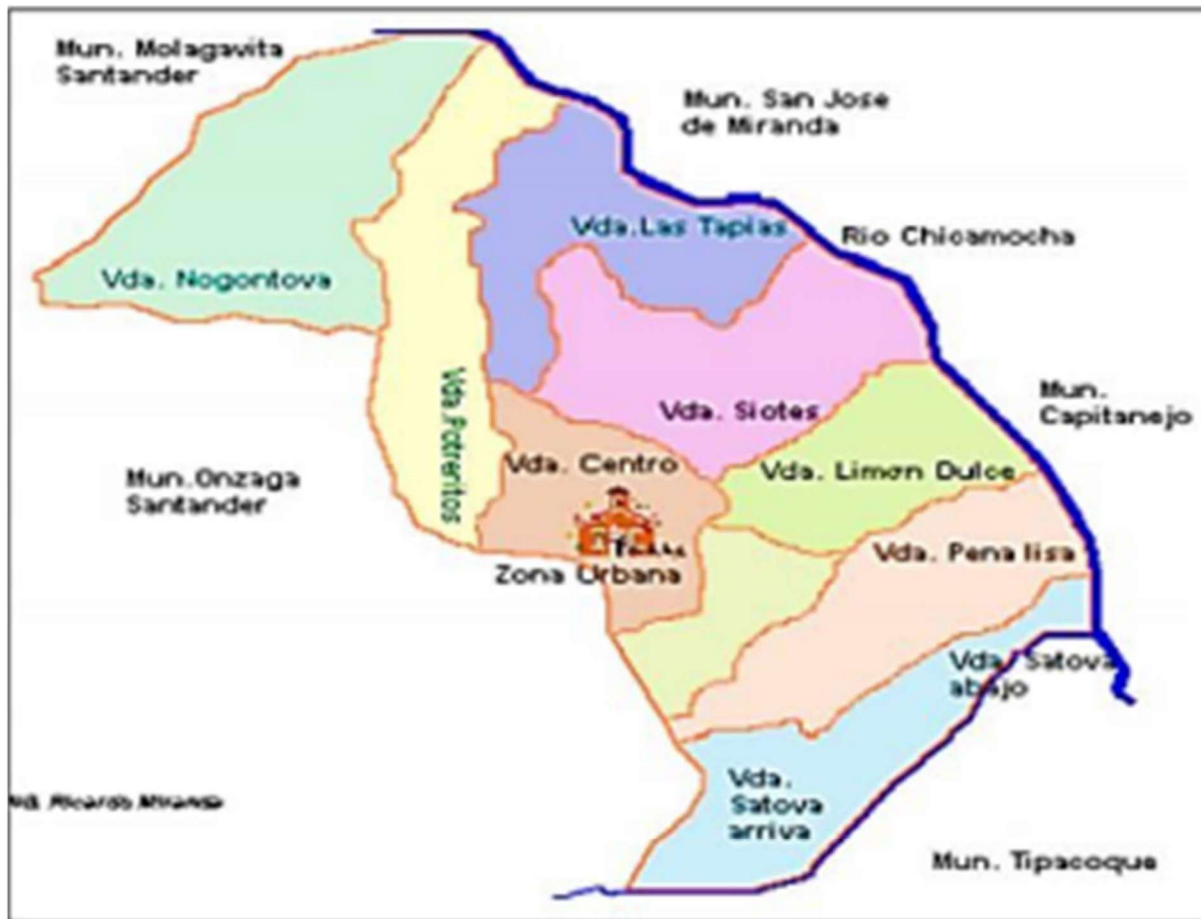 Mun. Molagavita
Santander
Mun. San Jose
de Miranda
Vda. Las Tapias
Rio Chicamocha
Vda. Nogontova
Vda. Potreritos
Vda. Siotes
Mun.
Capitanejo
Mun. Onzaga
Santander
Vda. Centro
Vda. Limon Dulce
Vda. Pena lisa
Zona Urbana
Vda. Satova
abajo
Vda.
Satova
arriva
Ricardo Miranda
Mun. Tipacoque